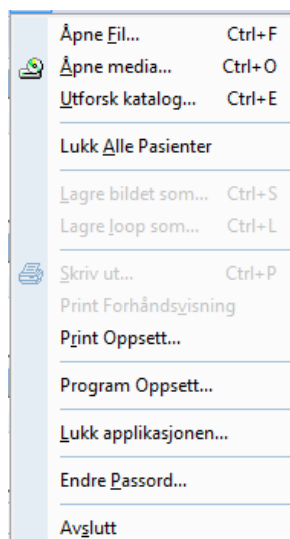 Åpne Fil... Ctrl+F
Åpne media... Ctrl+O
Utforsk katalog... Ctrl+E
Lukk Alle Pasienter
Lagre bildet som... Ctrl+S
Lagre loop som... Ctrl+L
Skriv ut... Ctrl+P
Print Forhåndsvisning
Print Oppsett...
Program Oppsett...
Lukk applikasjonen...
Endre Passord...
Avslutt